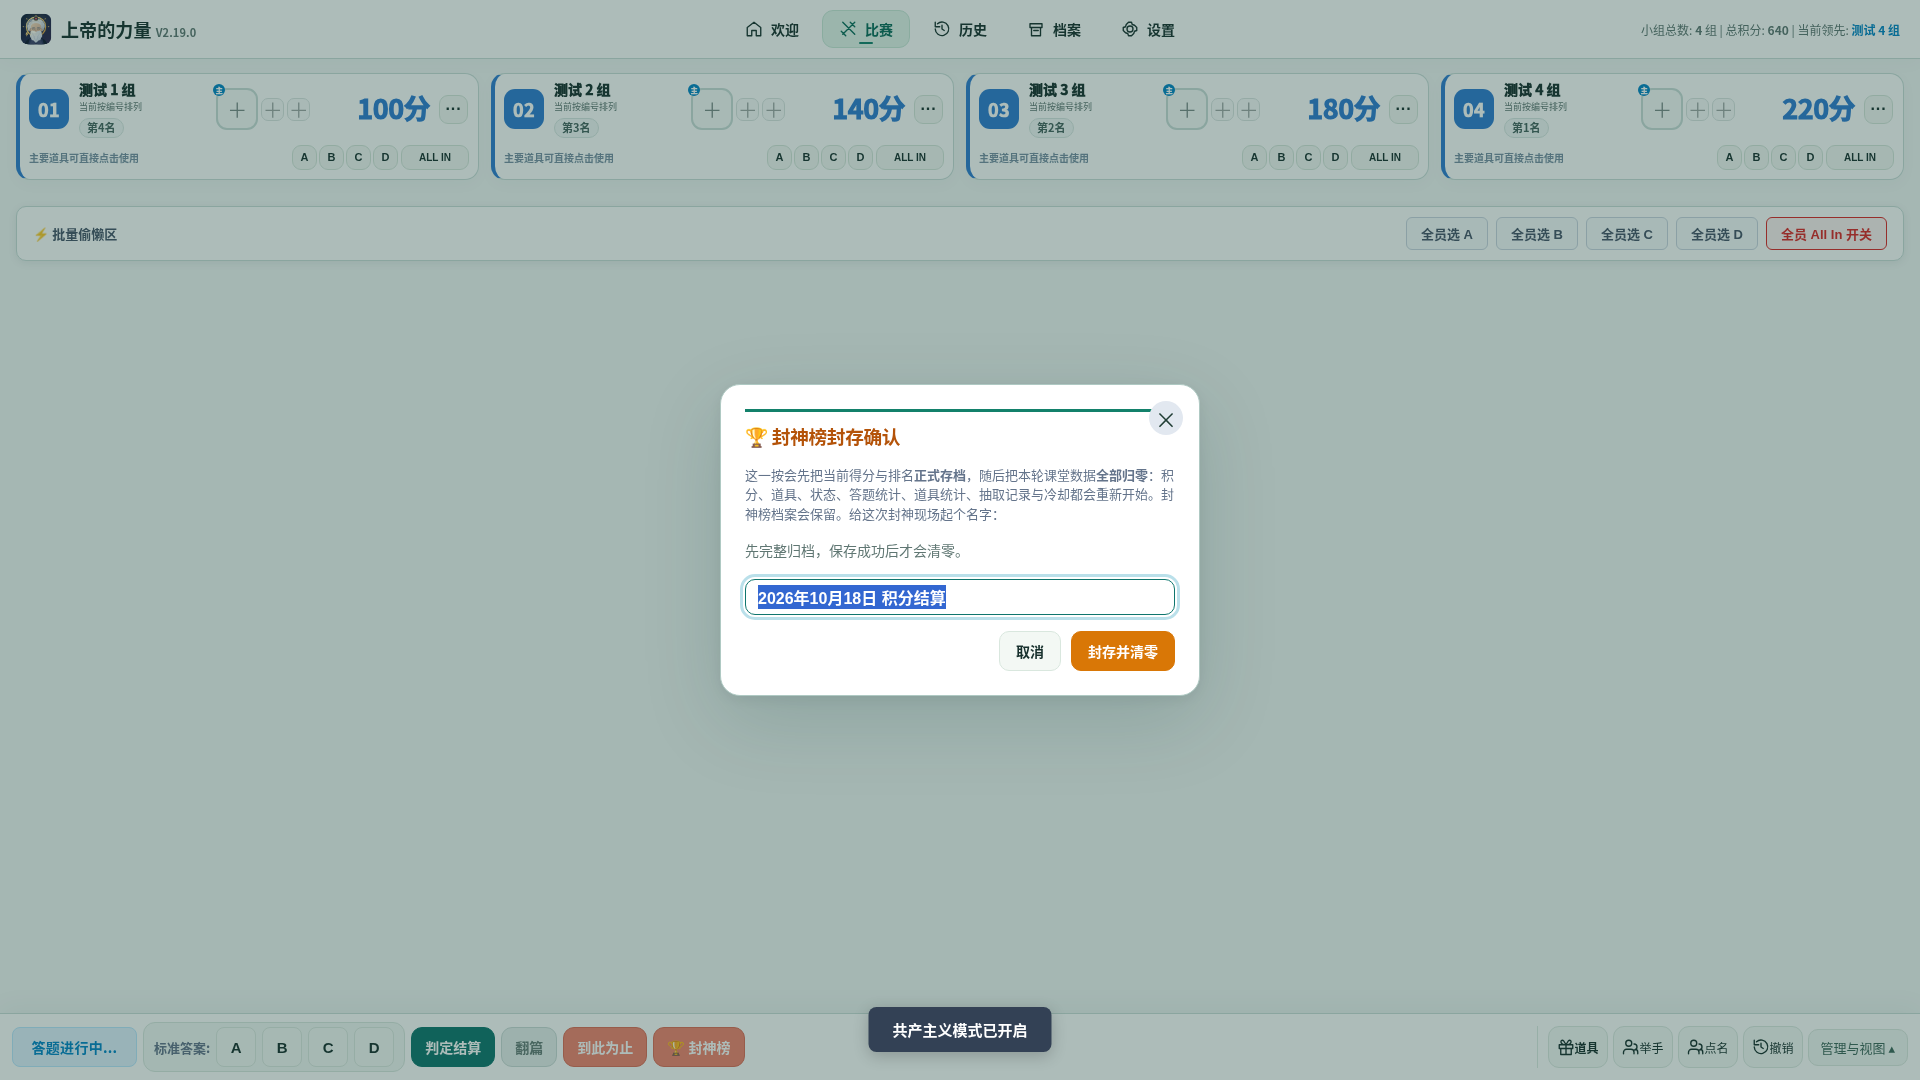 上帝的力量 V2.19.0
欢迎
比赛
历史
档案
设置
小组总数: 4 组 | 总积分: 640 | 当前领先: 测试 4 组
01
测试 1 组
当前按编号排列
第4名
主
100分
主要道具可直接点击使用
A B C D ALL IN
02
测试 2 组
当前按编号排列
第3名
主
140分
主要道具可直接点击使用
A B C D ALL IN
03
测试 3 组
当前按编号排列
第2名
主
180分
主要道具可直接点击使用
A B C D ALL IN
04
测试 4 组
当前按编号排列
第1名
主
220分
主要道具可直接点击使用
A B C D ALL IN
⚡ 批量偷懒区
全员选 A
全员选 B
全员选 C
全员选 D
全员 All In 开关
🏆 封神榜封存确认
这一按会先把当前得分与排名正式存档，随后把本轮课堂数据全部归零：积
分、道具、状态、答题统计、道具统计、抽取记录与冷却都会重新开始。封
神榜档案会保留。给这次封神现场起个名字：
先完整归档，保存成功后才会清零。
2026年10月18日 积分结算
取消
封存并清零
共产主义模式已开启
答题进行中...
标准答案: A B C D
判定结算
翻篇
到此为止
🏆 封神榜
道具
举手
点名
撤销
管理与视图 ▴